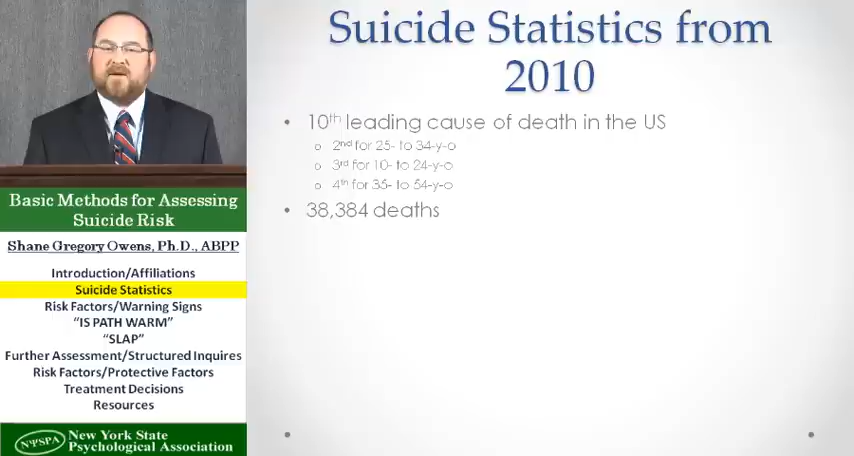 Suicide Statistics from
2010
• 10th leading cause of death in the US
o 2nd for 25- to 34-y-o
o 3rd for 10- to 24-y-o
o 4th for 35- to 54-y-o
• 38,384 deaths
Basic Methods for Assessing
Suicide Risk
Shane Gregory Owens, Ph.D., ABPP
Introduction/Affiliations
Suicide Statistics
Risk Factors/Warning Signs
“IS PATH WARM”
“SLAP”
Further Assessment/Structured Inquires
Risk Factors/Protective Factors
Treatment Decisions
Resources
NYSPA
New York State
Psychological Association